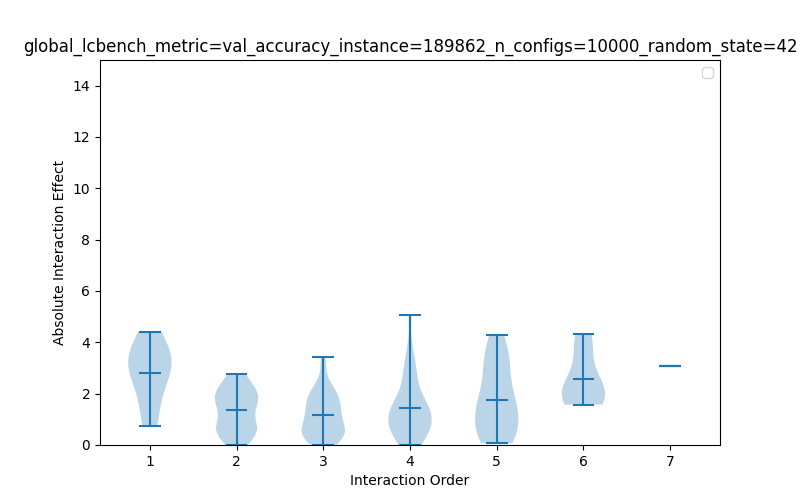 global_lcbench_metric=val_accuracy_instance=189862_n_configs=10000_random_state=42
14
12
10
8
6
4
2
0
Absolute Interaction Effect
1 2 3 4 5 6 7
Interaction Order